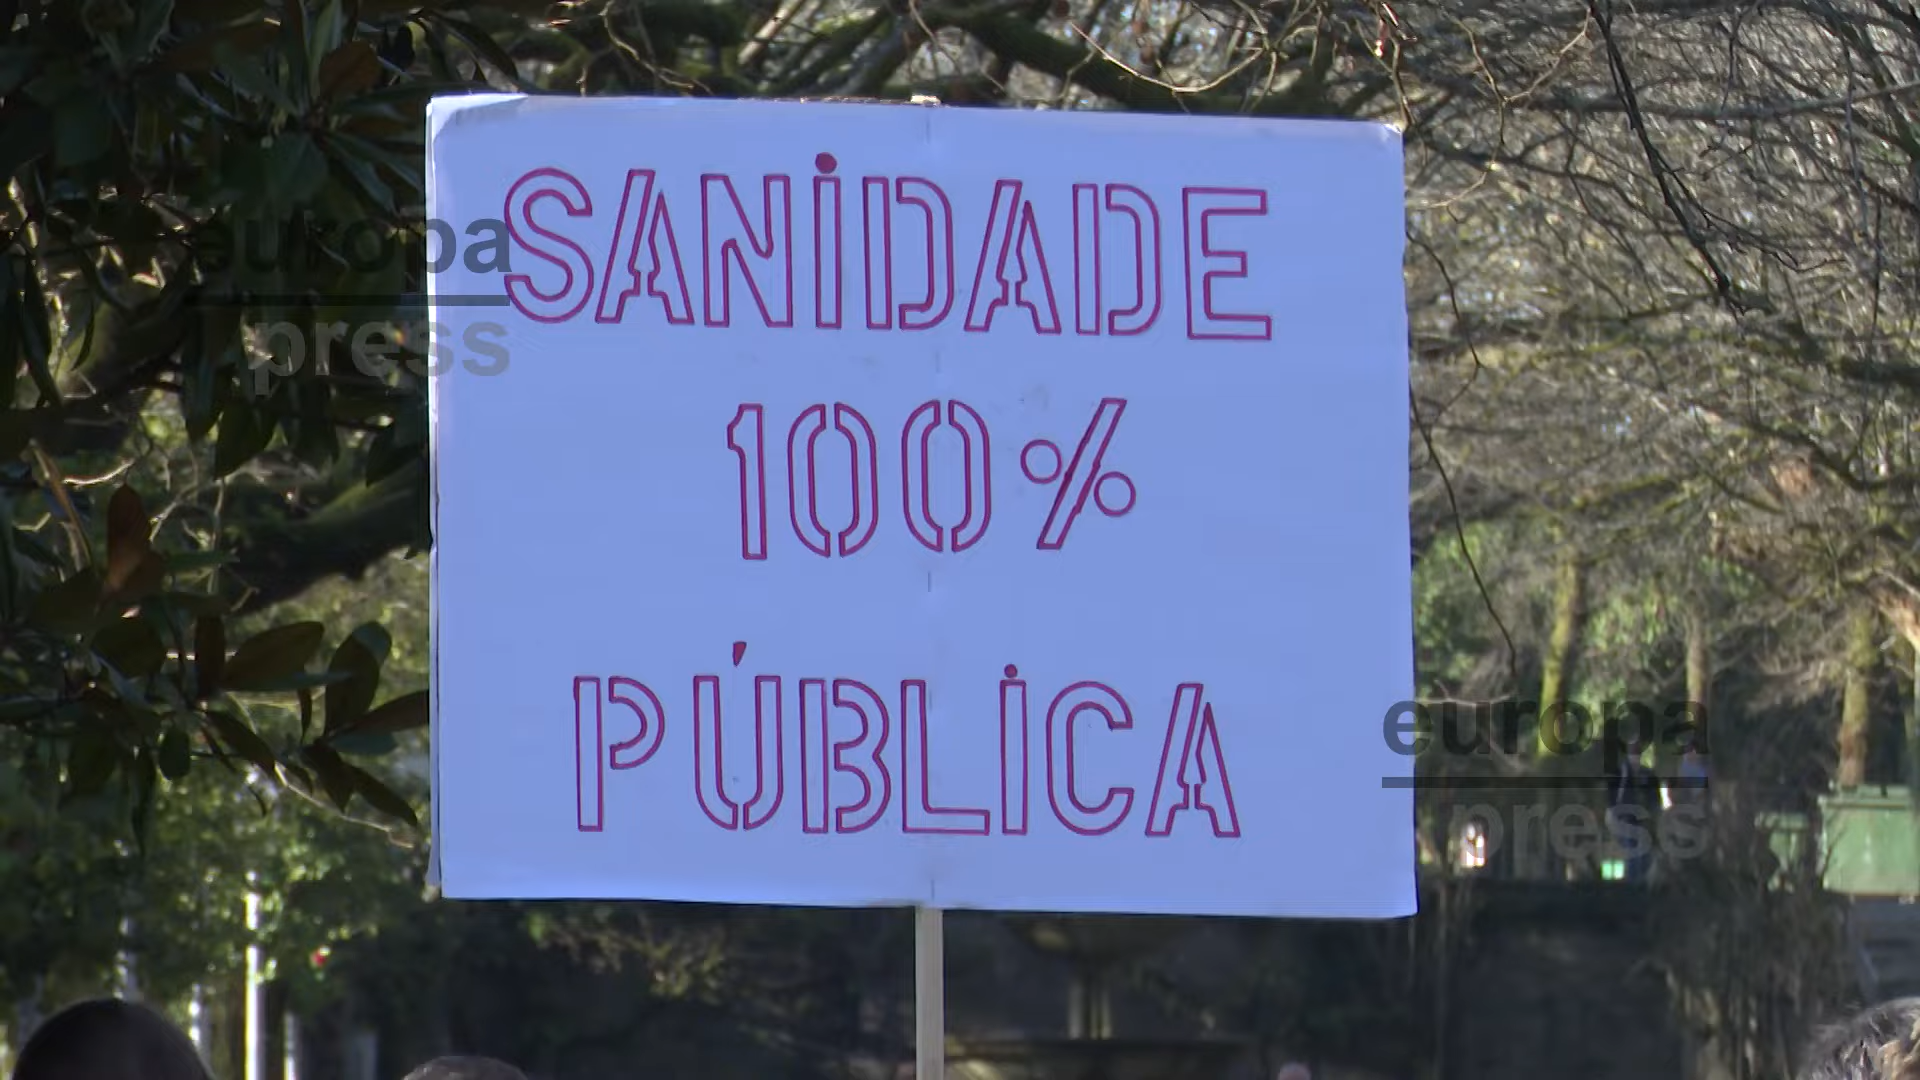 SANIDADE
100%
PÚBLICA
europa
press
europa
press